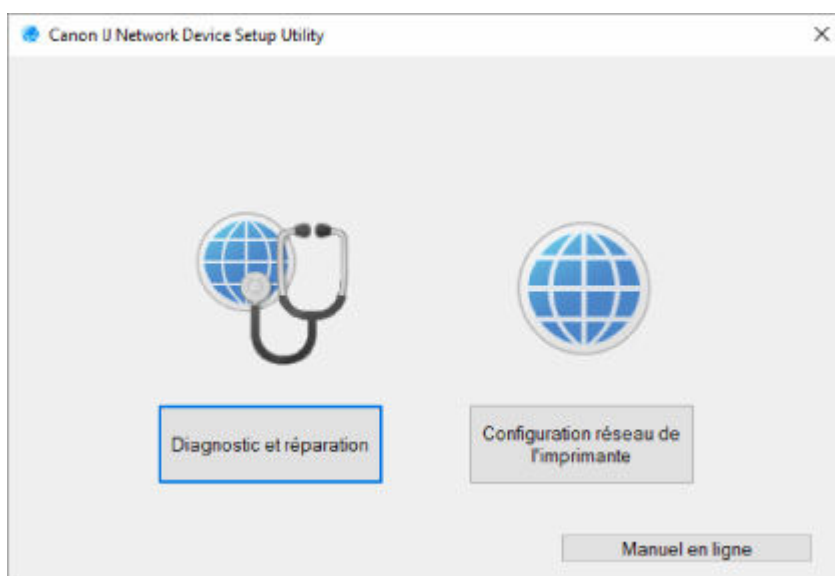 Canon IJ Network Device Setup Utility
Diagnostic et réparation
Configuration réseau de
l'imprimante
Manuel en ligne